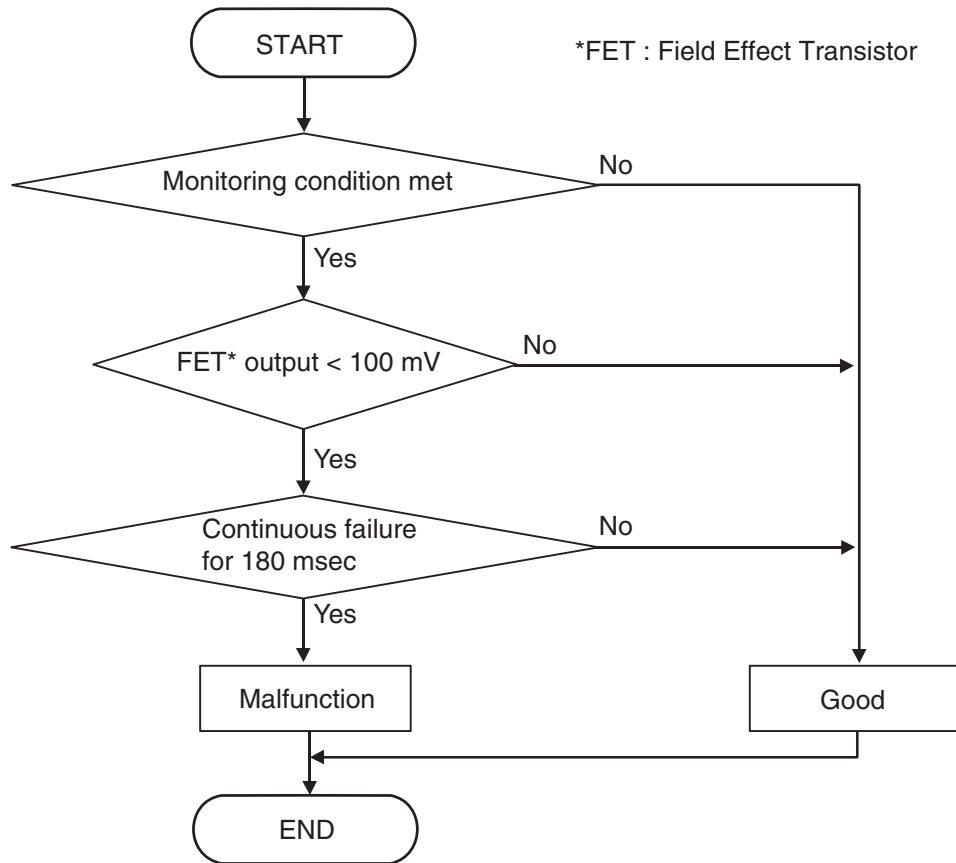 START
*FET : Field Effect Transistor
Monitoring condition met
No
Yes
FET* output < 100 mV
No
Yes
Continuous failure
for 180 msec
No
Yes
Malfunction
Good
END